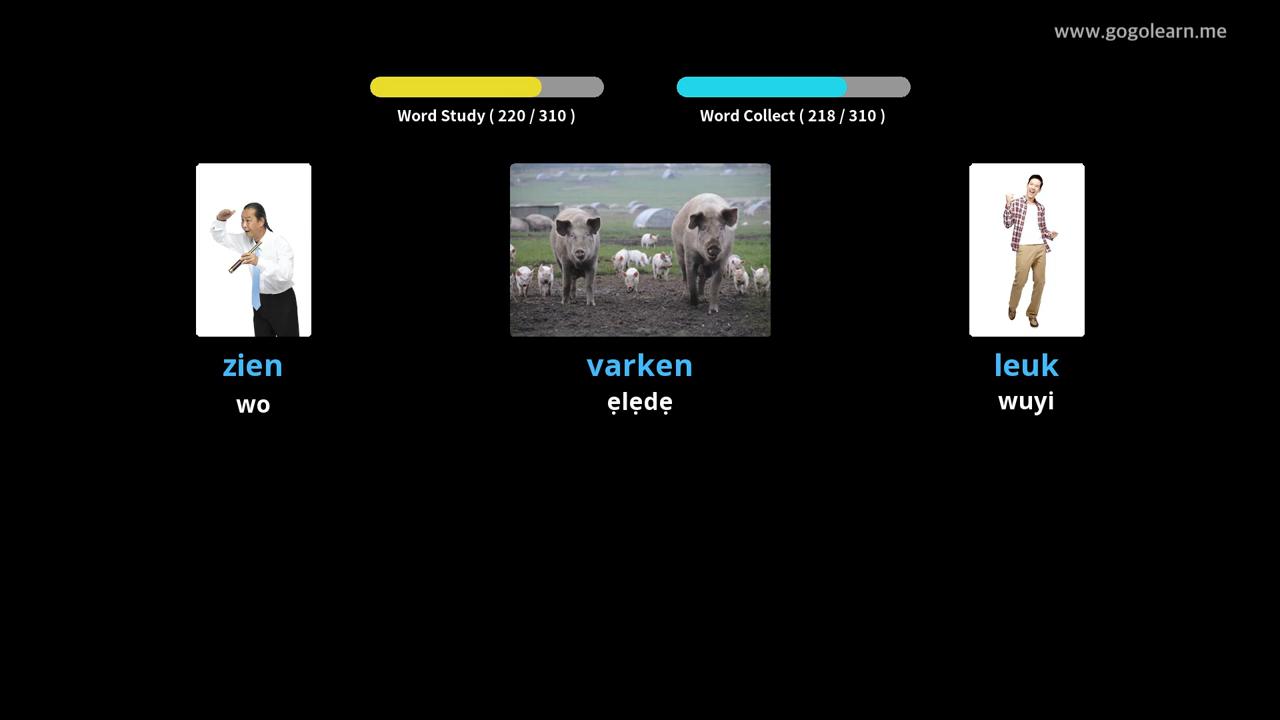 www.gogolearn.me
Word Study ( 220 / 310 )
Word Collect ( 218 / 310 )
zien
wo
varken
ẹlẹdẹ
leuk
wuyi